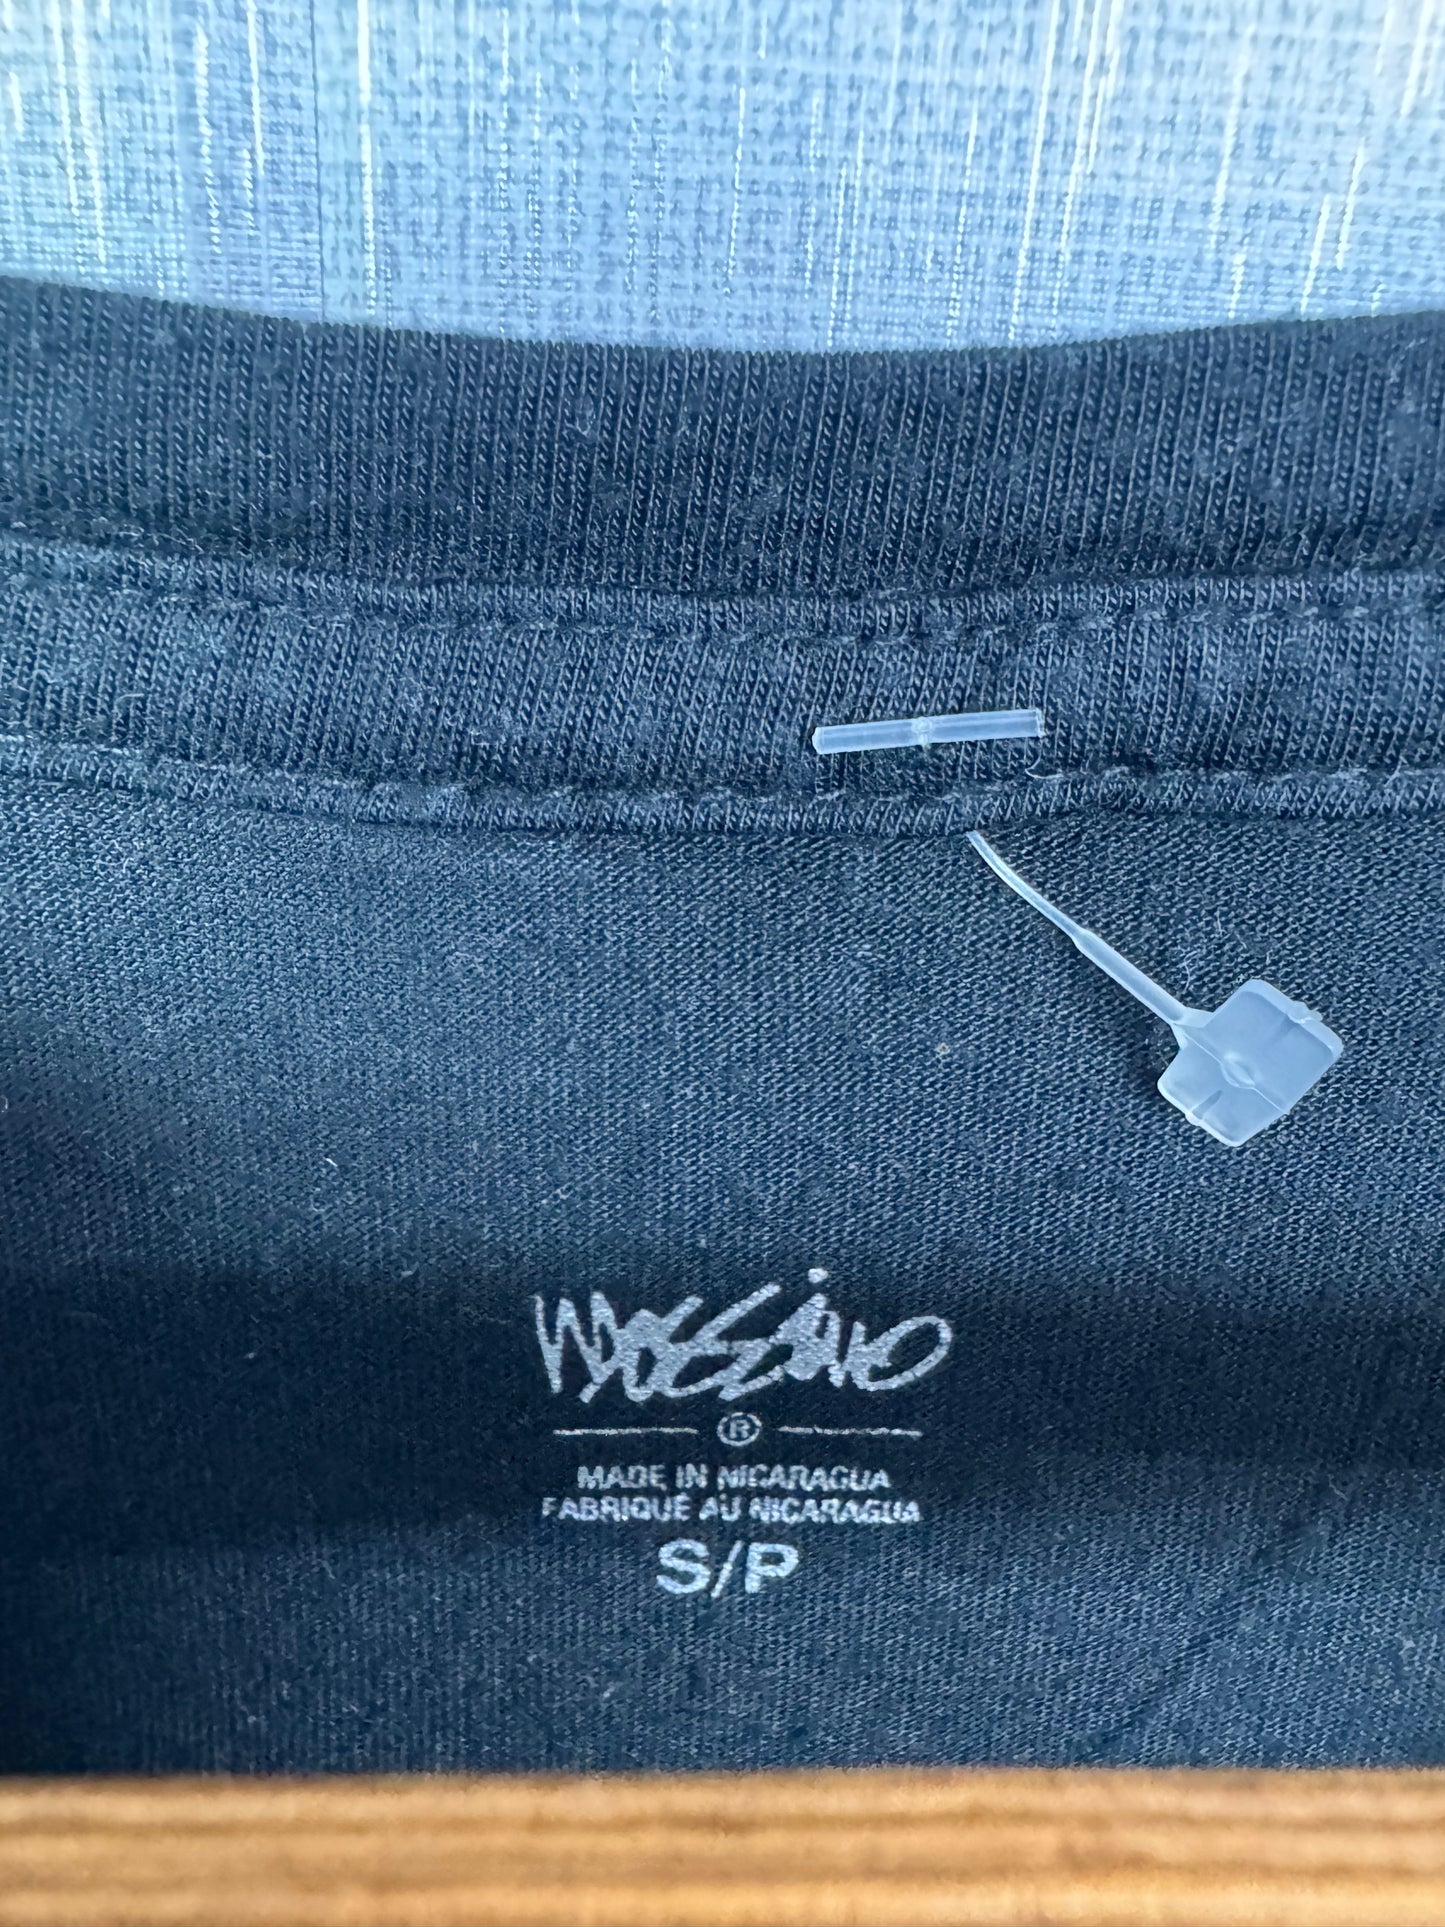 Mossimo
®
MADE IN NICARAGUA
FABRIQUÉ AU NICARAGUA
S/P